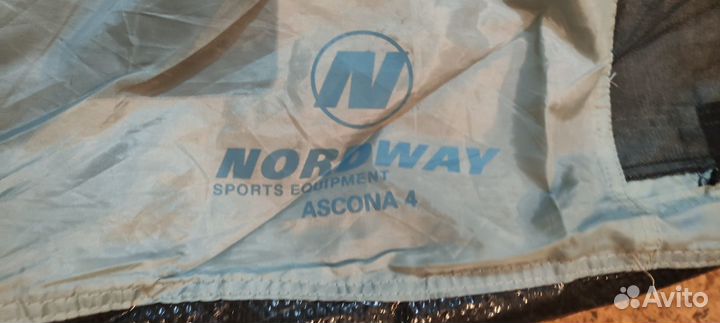 N
NORDWAY
SPORTS EQUIPMENT
ASCONA 4
Avito